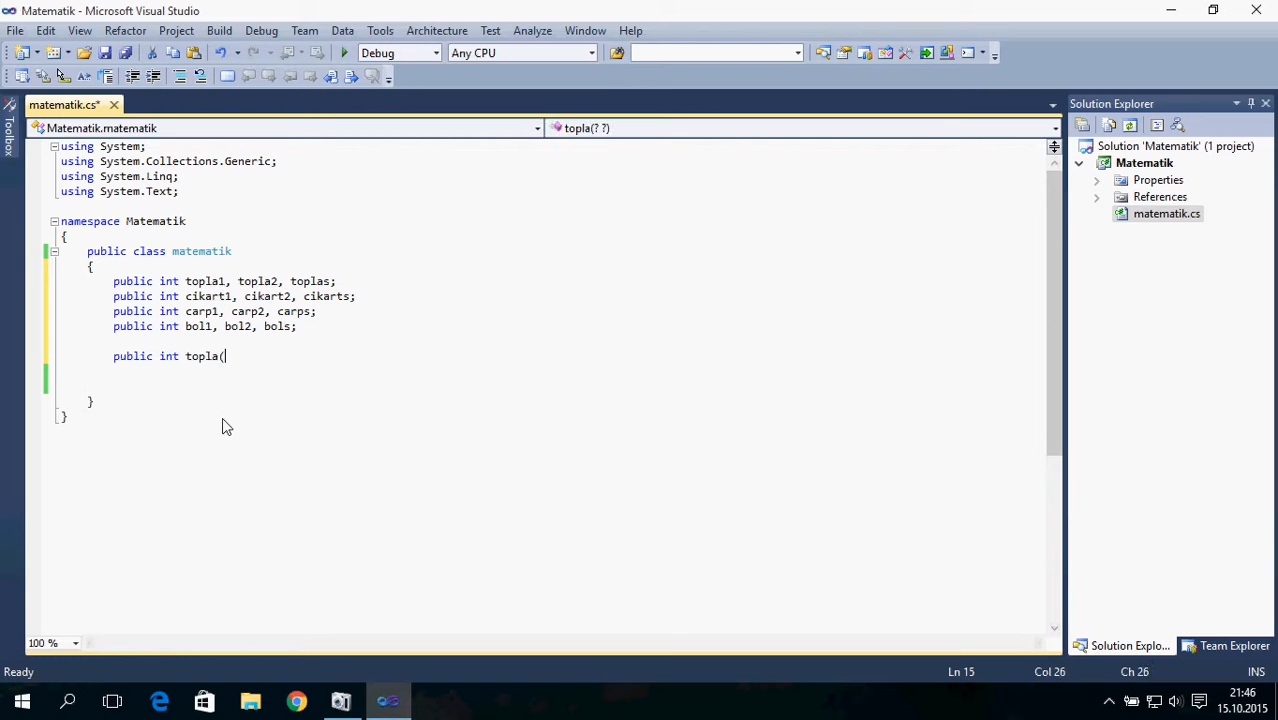 Matematik - Microsoft Visual Studio
File Edit View Refactor Project Build Debug Team Data Tools Architecture Test Analyze Window Help
Debug Any CPU
Toolbox
matematik.cs*
Matematik.matematik topla(? ?)
using System;
using System.Collections.Generic;
using System.Linq;
using System.Text;
namespace Matematik
{
public class matematik
{
public int topla1, topla2, toplas;
public int cikart1, cikart2, cikarts;
public int carp1, carp2, carps;
public int bol1, bol2, bols;
public int topla(
}
}
100 %
Solution Explorer
Solution 'Matematik' (1 project)
Matematik
Properties
References
matematik.cs
Solution Explo... Team Explorer
Ready Ln 15 Col 26 Ch 26 INS
21:46
15.10.2015